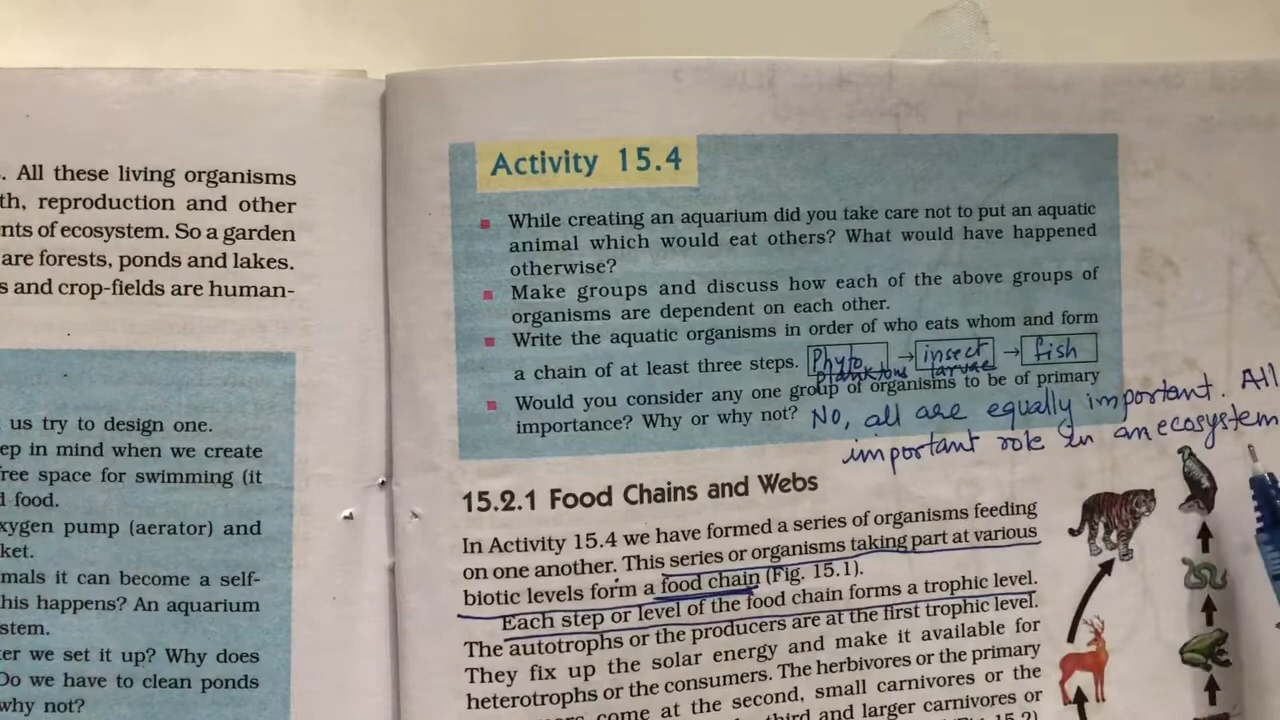 . All these living organisms
th, reproduction and other
nts of ecosystem. So a garden
are forests, ponds and lakes.
s and crop-fields are human-
us try to design one.
ep in mind when we create
ree space for swimming (it
d food.
xygen pump (aerator) and
ket.
mals it can become a self-
his happens? An aquarium
stem.
ter we set it up? Why does
Do we have to clean ponds
why not?
Activity 15.4
While creating an aquarium did you take care not to put an aquatic
animal which would eat others? What would have happened
otherwise?
Make groups and discuss how each of the above groups of
organisms are dependent on each other.
Write the aquatic organisms in order of who eats whom and form
a chain of at least three steps. Phyto planktons → insect larvae → fish
Would you consider any one group of organisms to be of primary
importance? Why or why not? No, all are equally important. All
important role in an ecosystem
15.2.1 Food Chains and Webs
In Activity 15.4 we have formed a series of organisms feeding
on one another. This series or organisms taking part at various
biotic levels form a food chain (Fig. 15.1).
Each step or level of the food chain forms a trophic level.
The autotrophs or the producers are at the first trophic level.
They fix up the solar energy and make it available for
heterotrophs or the consumers. The herbivores or the primary
come at the second, small carnivores or the
third and larger carnivores or
15.2)